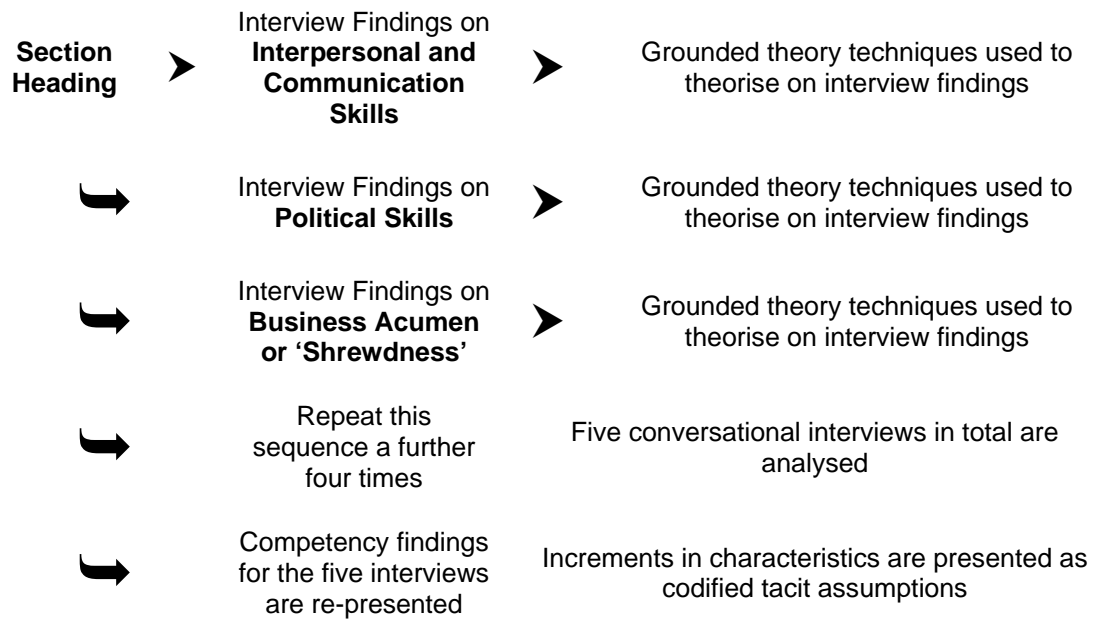 Section
Heading
Interview Findings on
Interpersonal and
Communication
Skills
Grounded theory techniques used to
theorise on interview findings
Interview Findings on
Political Skills
Grounded theory techniques used to
theorise on interview findings
Interview Findings on
Business Acumen
or ‘Shrewdness’
Grounded theory techniques used to
theorise on interview findings
Repeat this
sequence a further
four times
Five conversational interviews in total are
analysed
Competency findings
for the five interviews
are re-presented
Increments in characteristics are presented as
codified tacit assumptions